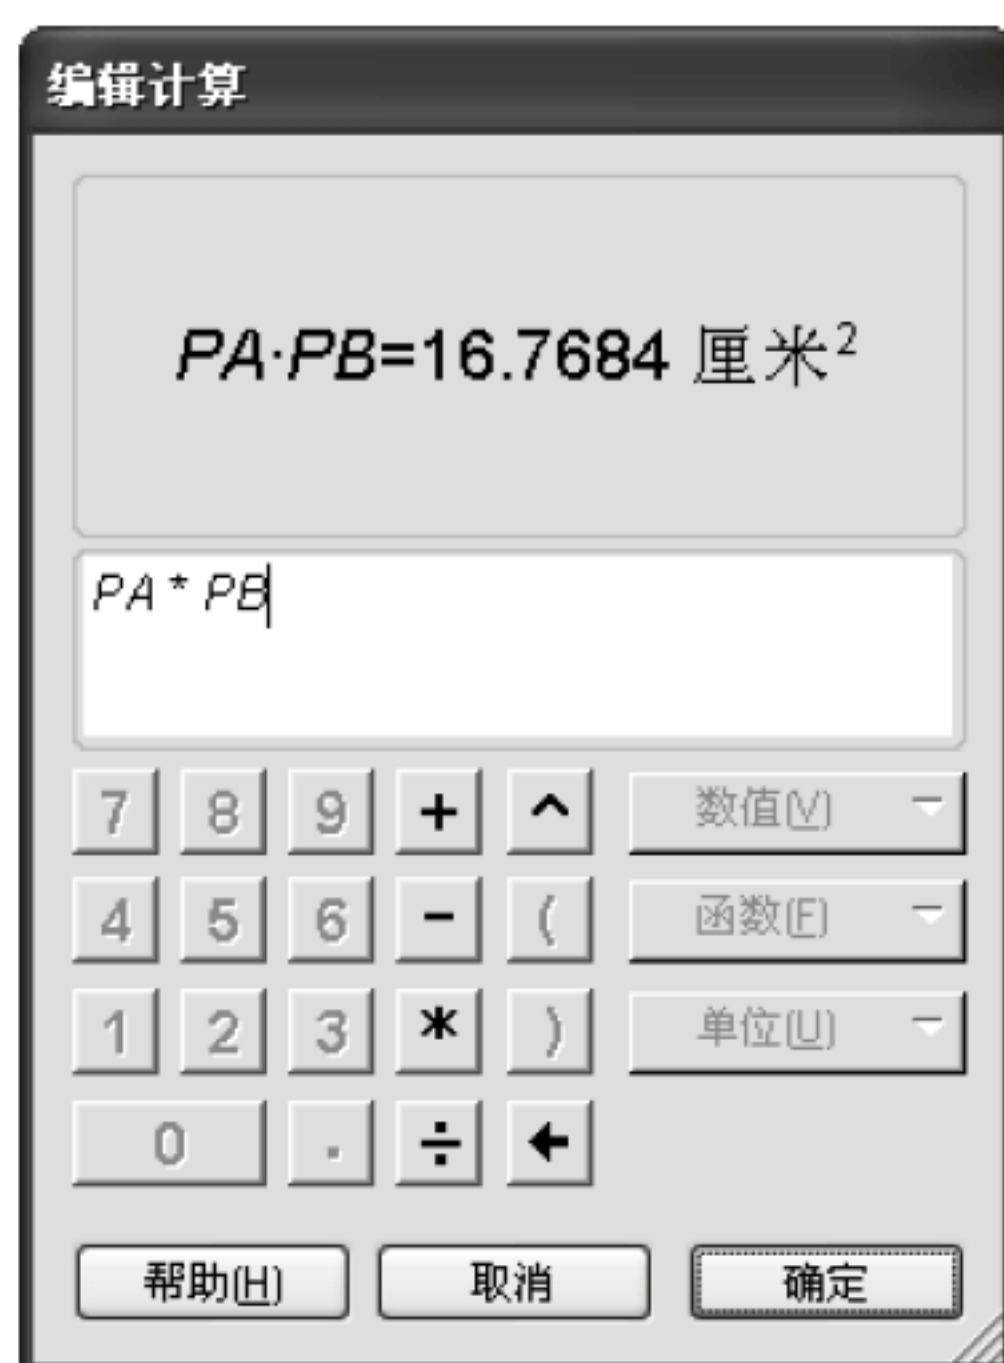 编辑计算
PA·PB=16.7684 厘米²
PA * PB
7 8 9 + ^ 数值(V)
4 5 6 - ( 函数(F)
1 2 3 * ) 单位(U)
0 . ÷ ←
帮助(H) 取消 确定